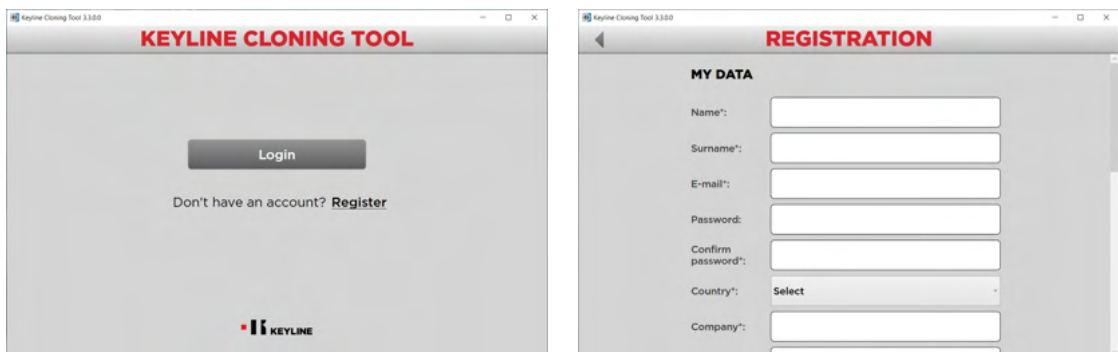 Keyline Cloning Tool 3.3.0.0
KEYLINE CLONING TOOL
Login
Don't have an account? Register
KEYLINE
Keyline Cloning Tool 3.3.0.0
REGISTRATION
MY DATA
Name*:
Surname*:
E-mail*:
Password:
Confirm
password*:
Country*:
Select
Company*: